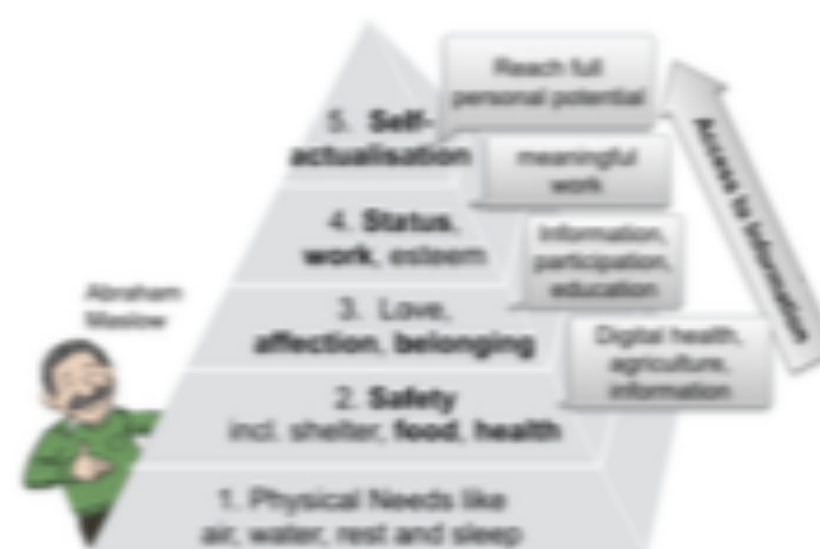 Reach full
personal potential
5. Self-
actualisation
meaningful
work
4. Status,
work, esteem
Information,
participation,
education
Access to Information
Abraham
Maslow
3. Love,
affection, belonging
Digital health,
agriculture,
information
2. Safety
incl. shelter, food, health
1. Physical Needs like
air, water, rest and sleep